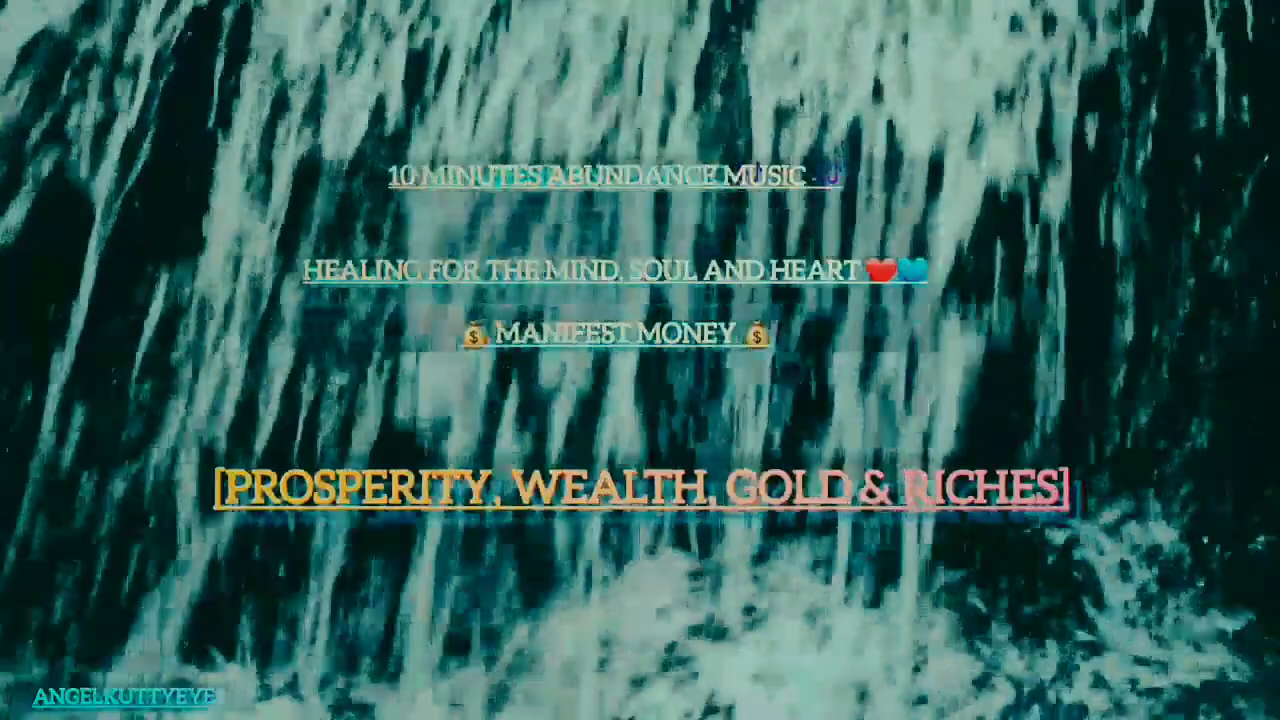 10 MINUTES ABUNDANCE MUSIC 🎵
HEALING FOR THE MIND, SOUL AND HEART ❤️💙
💰 MANIFEST MONEY 💰
[PROSPERITY, WEALTH, GOLD & RICHES]
ANGELKUTTYEYE